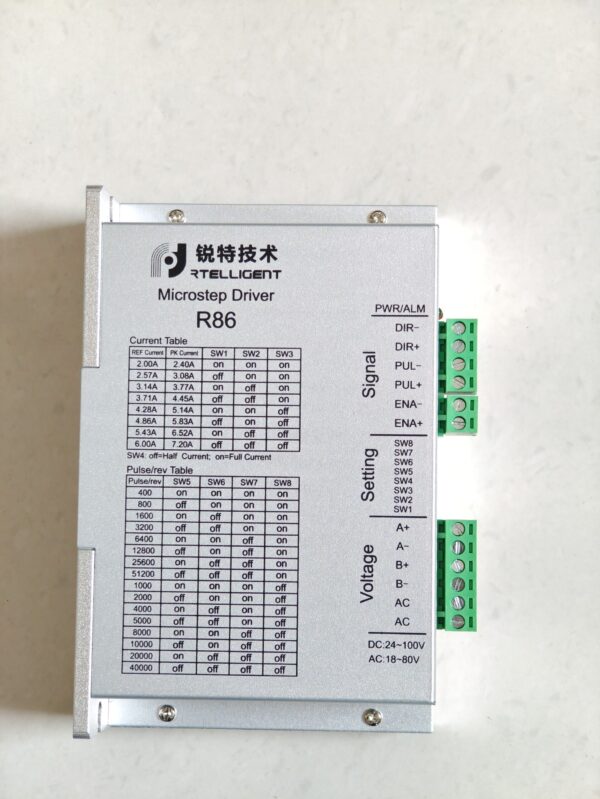 锐特技术
RTELLIGENT
Microstep Driver
R86
Current Table
REF Current PK Current SW1 SW2 SW3
2.00A 2.40A on on on
2.57A 3.08A off on on
3.14A 3.77A on off on
3.71A 4.45A off off on
4.28A 5.14A on on off
4.86A 5.83A off on off
5.43A 6.52A on off off
6.00A 7.20A off off off
SW4: off=Half Current; on=Full Current
Pulse/rev Table
Pulse/rev SW5 SW6 SW7 SW8
400 on on on on
800 off on on on
1600 on off on on
3200 off off on on
6400 on on off on
12800 off on off on
25600 on off off on
51200 off off off on
1000 on on on off
2000 off on on off
4000 on off on off
5000 off off on off
8000 on on off off
10000 off on off off
20000 on off off off
40000 off off off off
PWR/ALM
Signal
DIR-
DIR+
PUL-
PUL+
ENA-
ENA+
Setting
SW8
SW7
SW6
SW5
SW4
SW3
SW2
SW1
Voltage
A+
A-
B+
B-
AC
AC
DC:24~100V
AC:18~80V